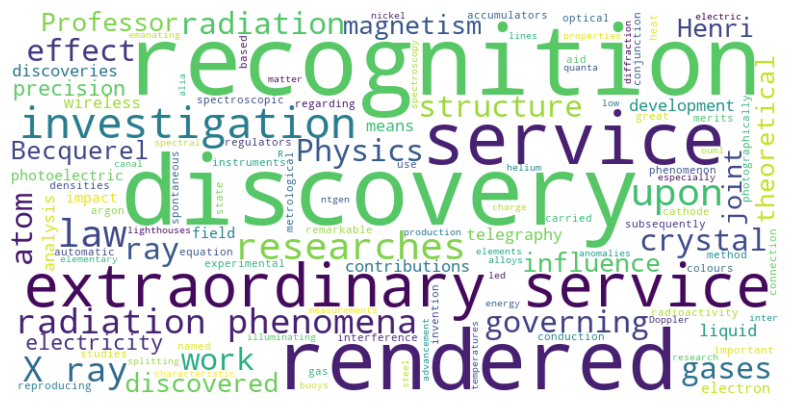 recognition
discovery
rendered
extraordinary service
service
investigation
Professor
radiation
magnetism
accumulators
nickel
optical
electric
Henri
emanating
lines
properties
heat
effect
based
alia
matter
quanta
aid
diffraction
conjunction
discoveries
precision
wireless
spectroscopic
regarding
spectroscopy
structure
low
development
great
merits
photographically
theoretical
means
Becquerel
canal
spectral
regulators
Physics
R
instruments
use
ouml
photoelectric
spontaneous
metrological
helium
phenomenon
especially
joint
upon
densities
impact
state
argon
ntgen
charge
carried
cathode
subsequently
atom
analysis
law
lighthouses
field
remarkable
production
telegraphy
crystal
ray
researches
automatic
equation
elementary
experimental
contributions
elements
alloys
anomalies
influence
method
colours
connection
led
inter
radiation phenomena
measurements
energy
radioactivity
governing
Doppler
electricity
illuminating
interference
advancement
invention
temperatures
conduction
liquid
research
important
X ray
studies
splitting
named
work
gases
reproducing
characteristic
discovered
gas
buoys
steel
electron